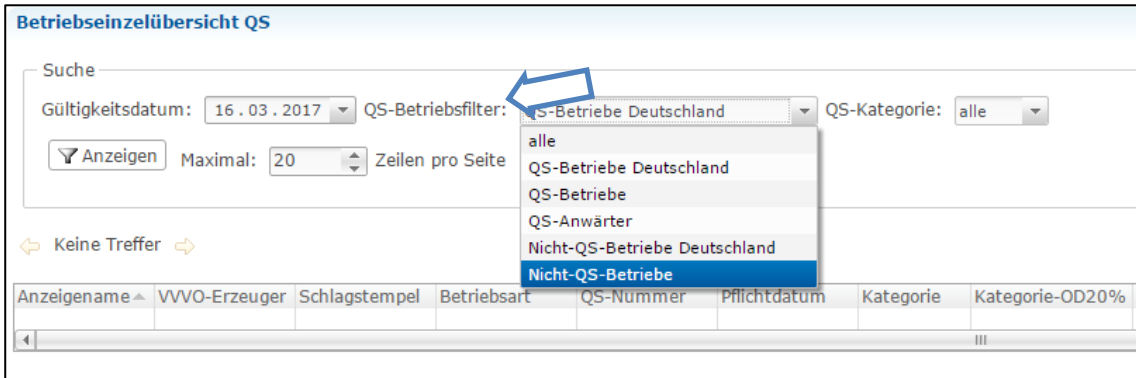 Betriebseinzelübersicht QS
Suche
Gültigkeitsdatum: 16.03.2017 QS-Betriebsfilter: QS-Betriebe Deutschland QS-Kategorie: alle
Anzeigen Maximal: 20 Zeilen pro Seite
alle
QS-Betriebe Deutschland
QS-Betriebe
QS-Anwärter
Nicht-QS-Betriebe Deutschland
Nicht-QS-Betriebe
Keine Treffer
Anzeigename VVVO-Erzeuger Schlagstempel Betriebsart QS-Nummer Pflichtdatum Kategorie Kategorie-OD20%